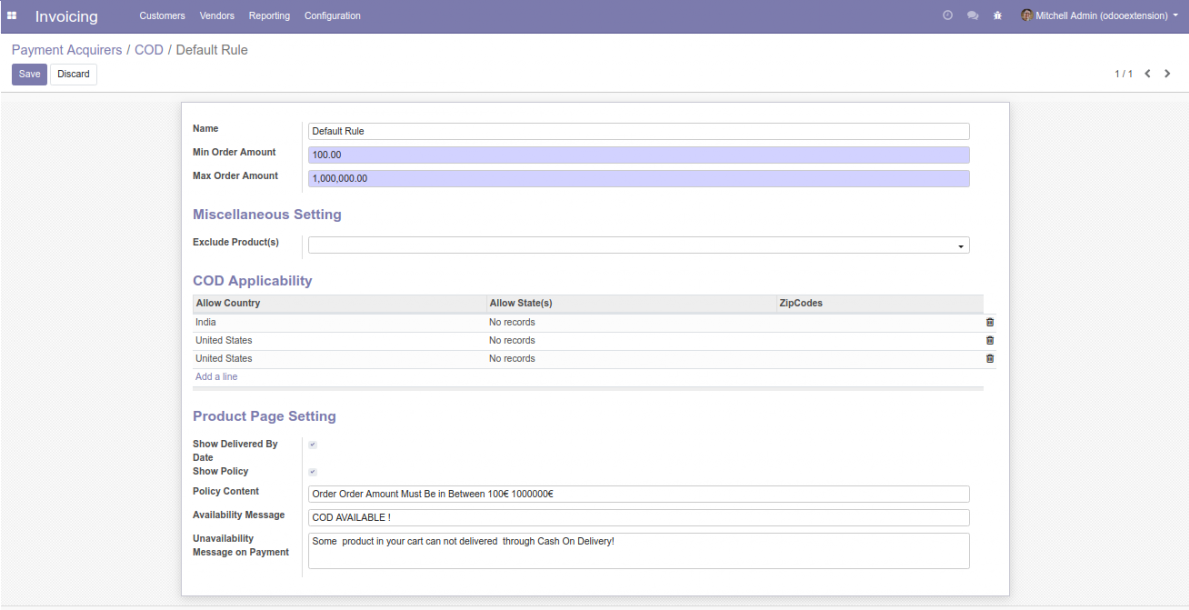 Invoicing Customers Vendors Reporting Configuration Mitchell Admin (odooextension)
Payment Acquirers / COD / Default Rule
Save Discard 1 / 1
Name Default Rule
Min Order Amount 100.00
Max Order Amount 1,000,000.00
Miscellaneous Setting
Exclude Product(s)
COD Applicability
Allow Country Allow State(s) ZipCodes
India No records
United States No records
United States No records
Add a line
Product Page Setting
Show Delivered By
Date
Show Policy
Policy Content Order Order Amount Must Be in Between 100€ 1000000€
Availability Message COD AVAILABLE !
Unavailability
Message on Payment Some product in your cart can not delivered through Cash On Delivery!